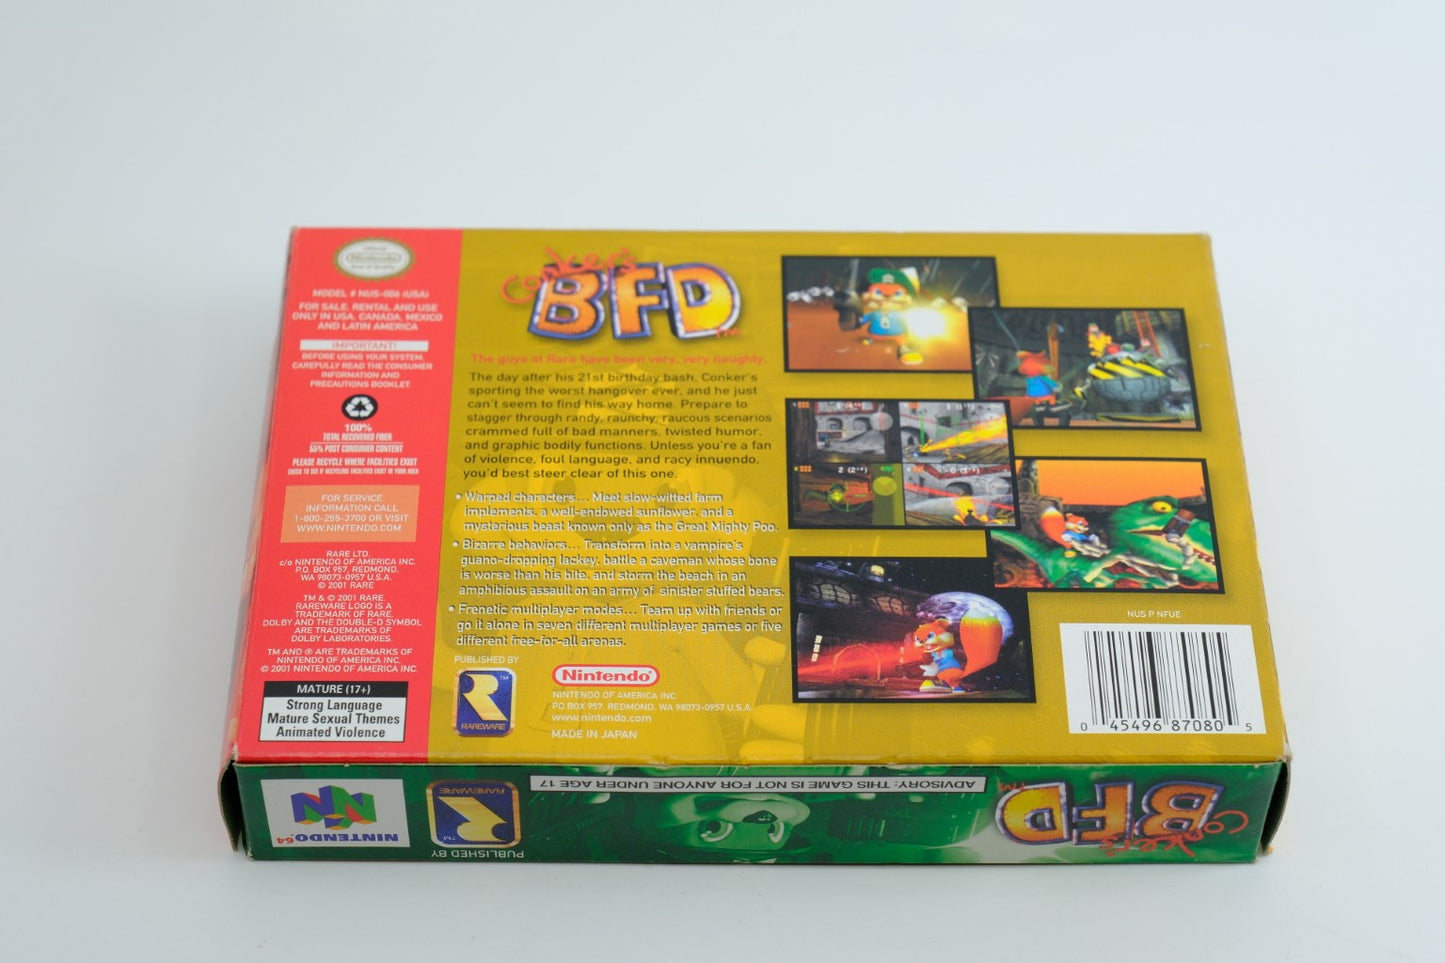 Official
Nintendo
Seal of Quality
MODEL # NUS-006 (USA)
FOR SALE, RENTAL AND USE
ONLY IN USA, CANADA, MEXICO
AND LATIN AMERICA
IMPORTANT!
BEFORE USING YOUR SYSTEM,
CAREFULLY READ THE CONSUMER
INFORMATION AND
PRECAUTIONS BOOKLET.
100%
TOTAL RECOVERED FIBER
55% POST CONSUMER CONTENT
PLEASE RECYCLE WHERE FACILITIES EXIST
CHECK TO SEE IF RECYCLING FACILITIES EXIST IN YOUR AREA
FOR SERVICE
INFORMATION CALL
1-800-255-3700 OR VISIT
WWW.NINTENDO.COM
RARE LTD.
c/o NINTENDO OF AMERICA INC.
P.O. BOX 957, REDMOND,
WA 98073-0957 U.S.A.
© 2001 RARE
TM & © 2001 RARE.
RAREWARE LOGO IS A
TRADEMARK OF RARE.
DOLBY AND THE DOUBLE-D SYMBOL
ARE TRADEMARKS OF
DOLBY LABORATORIES.
TM AND ® ARE TRADEMARKS OF
NINTENDO OF AMERICA INC.
© 2001 NINTENDO OF AMERICA INC.
MATURE (17+)
Strong Language
Mature Sexual Themes
Animated Violence
Conker's
BFD
TM
The guys at Rare have been very, very naughty.
The day after his 21st birthday bash, Conker's
sporting the worst hangover ever, and he just
can't seem to find his way home. Prepare to
stagger through randy, raunchy, raucous scenarios
crammed full of bad manners, twisted humor,
and graphic bodily functions. Unless you're a fan
of violence, foul language, and racy innuendo,
you'd best steer clear of this one.
• Warped characters... Meet slow-witted farm
implements, a well-endowed sunflower, and a
mysterious beast known only as the Great Mighty Poo.
• Bizarre behaviors... Transform into a vampire's
guano-dropping lackey, battle a caveman whose bone
is worse than his bite, and storm the beach in an
amphibious assault on an army of sinister stuffed bears.
• Frenetic multiplayer modes... Team up with friends or
go it alone in seven different multiplayer games or five
different free-for-all arenas.
PUBLISHED BY
R TM
RAREWARE
Nintendo®
NINTENDO OF AMERICA INC.
PO BOX 957, REDMOND, WA 98073-0957 U.S.A.
www.nintendo.com
MADE IN JAPAN
NUS P NFUE
0 45496 87080 5
Conker's
BFD
TM
ADVISORY: THIS GAME IS NOT FOR ANYONE UNDER AGE 17
PUBLISHED BY
R TM
RAREWARE
NINTENDO 64